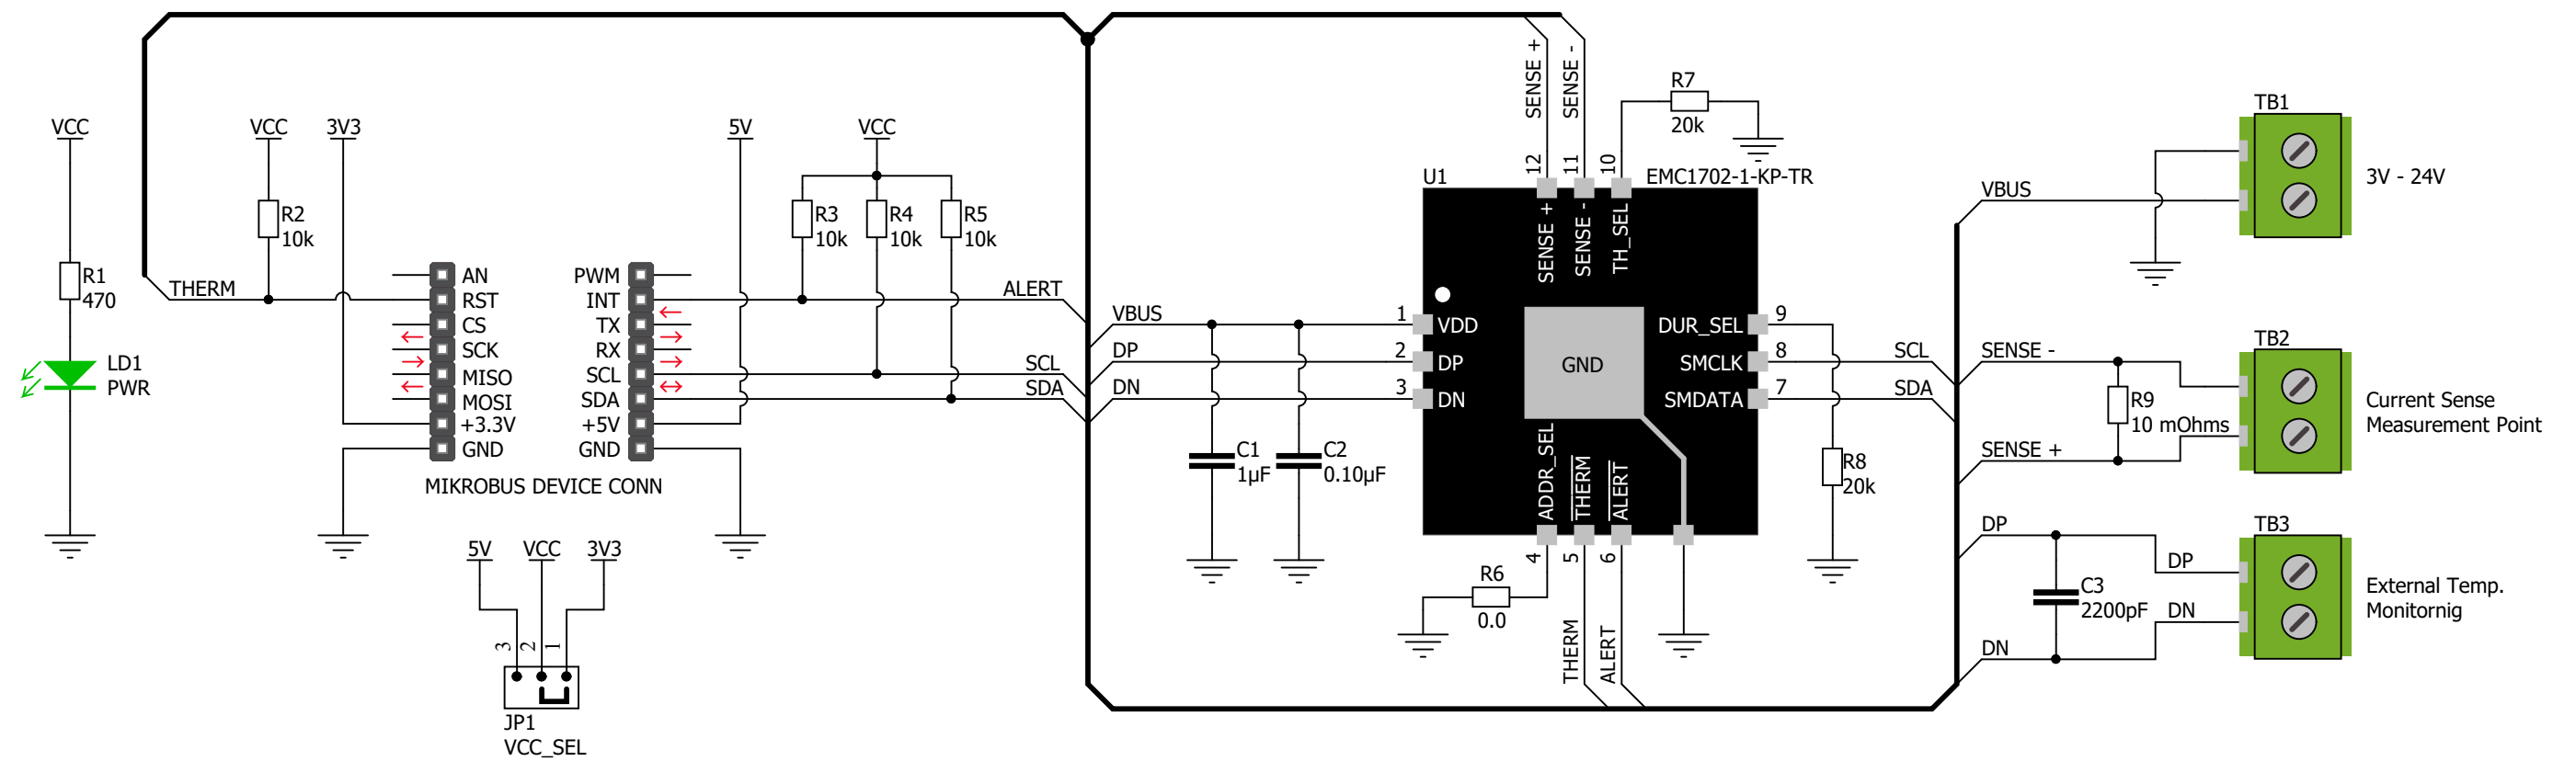 VCC
R1
470
LD1
PWR
THERM
VCC
R2
10k
3V3
AN
RST
CS
SCK
MISO
MOSI
+3.3V
GND
PWM
INT
TX
RX
SCL
SDA
+5V
GND
MIKROBUS DEVICE CONN
5V
VCC
R3
10k
R4
10k
R5
10k
ALERT
SCL
SDA
5V
VCC
3V3
3
2
1
JP1
VCC_SEL
VBUS
DP
DN
C1
1µF
C2
0.10µF
SENSE +
SENSE -
R7
20k
12
11
10
U1
EMC1702-1-KP-TR
SENSE +
SENSE -
TH_SEL
1
2
3
VDD
DP
DN
GND
DUR_SEL
SMCLK
SMDATA
9
8
7
ADDR_SEL
THERM
ALERT
4
5
6
R6
0.0
THERM
ALERT
R8
20k
SCL
SDA
VBUS
TB1
3V - 24V
SENSE -
SENSE +
R9
10 mOhms
TB2
Current Sense
Measurement Point
DP
DN
C3
2200pF
DP
DN
TB3
External Temp.
Monitornig